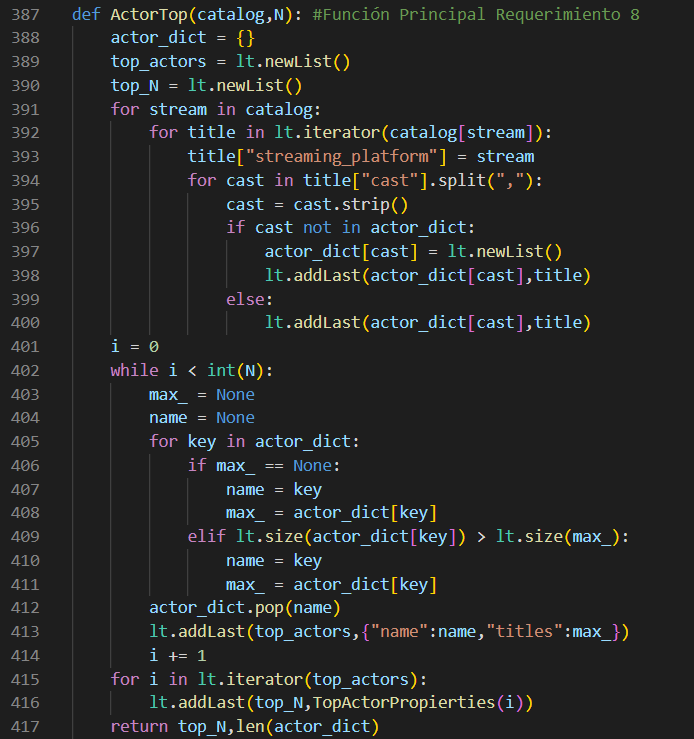 387 def ActorTop(catalog,N): #Función Principal Requerimiento 8
388     actor_dict = {}
389     top_actors = lt.newList()
390     top_N = lt.newList()
391     for stream in catalog:
392         for title in lt.iterator(catalog[stream]):
393             title["streaming_platform"] = stream
394             for cast in title["cast"].split(","):
395                 cast = cast.strip()
396                 if cast not in actor_dict:
397                     actor_dict[cast] = lt.newList()
398                     lt.addLast(actor_dict[cast],title)
399                 else:
400                     lt.addLast(actor_dict[cast],title)
401     i = 0
402     while i < int(N):
403         max_ = None
404         name = None
405         for key in actor_dict:
406             if max_ == None:
407                 name = key
408                 max_ = actor_dict[key]
409             elif lt.size(actor_dict[key]) > lt.size(max_):
410                 name = key
411                 max_ = actor_dict[key]
412         actor_dict.pop(name)
413         lt.addLast(top_actors,{"name":name,"titles":max_})
414         i += 1
415     for i in lt.iterator(top_actors):
416         lt.addLast(top_N,TopActorPropierties(i))
417     return top_N,len(actor_dict)